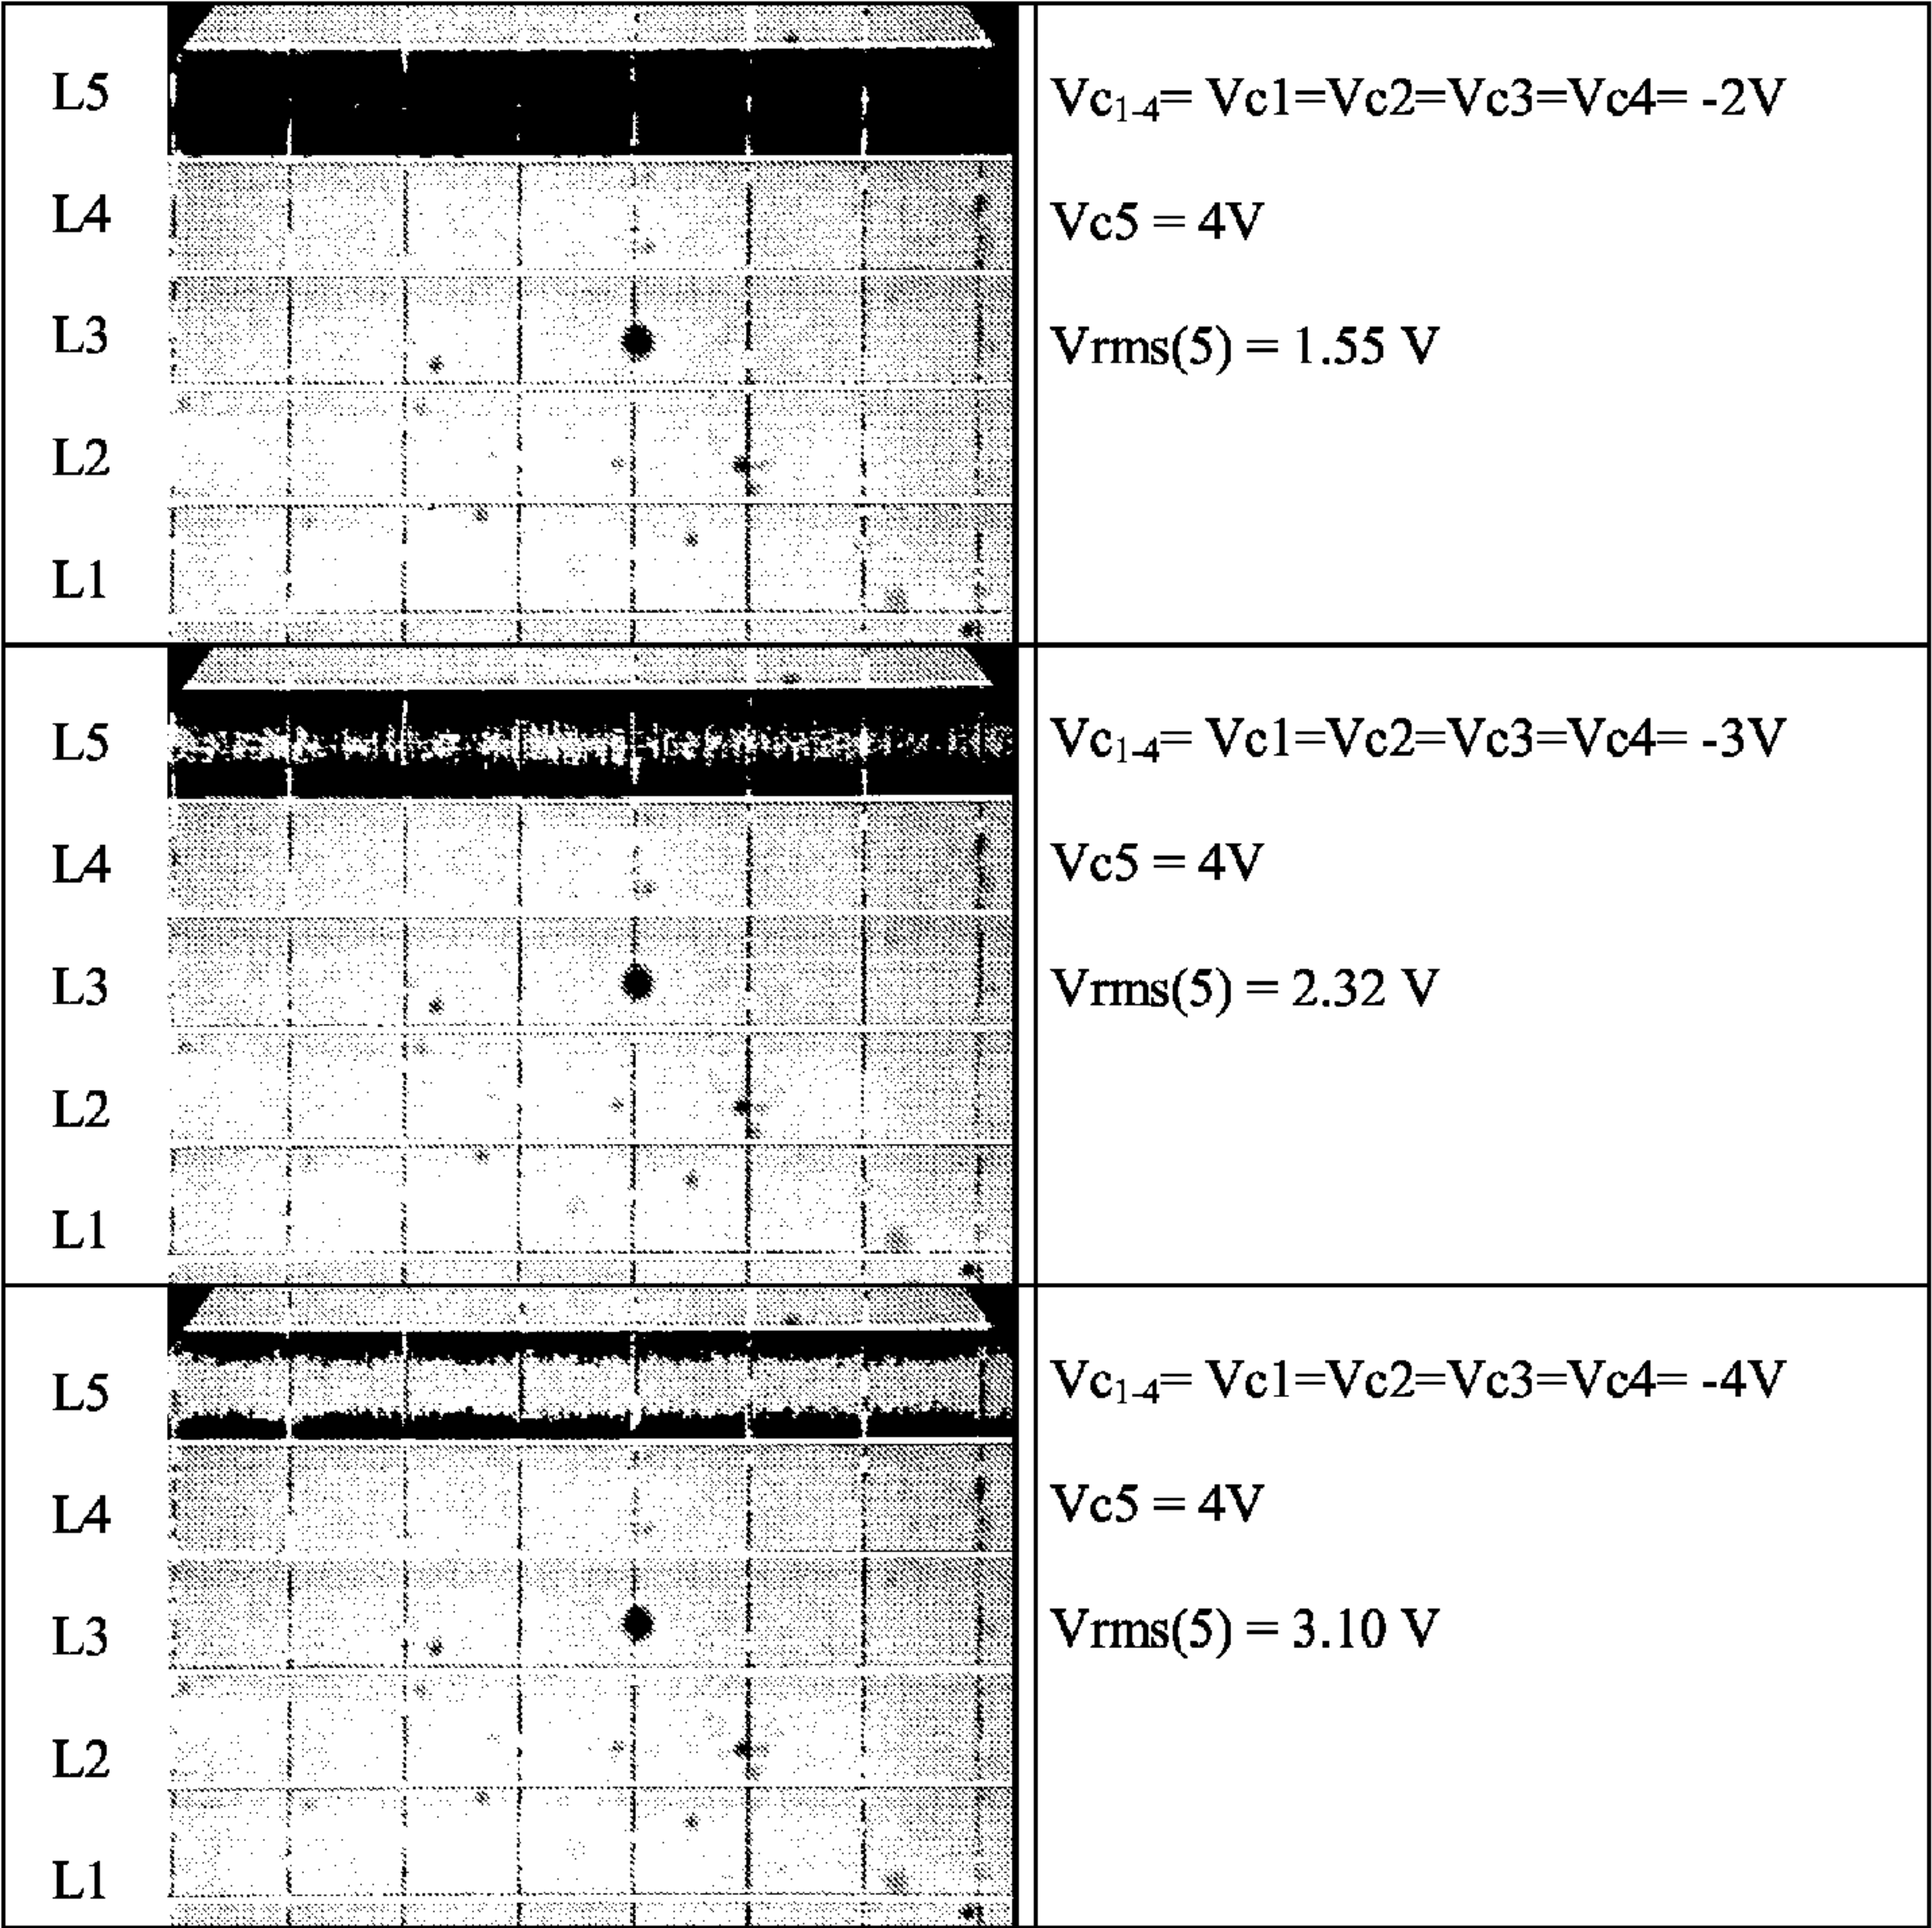 L5
L4
L3
L2
L1
Vc₁₋₄= Vc1=Vc2=Vc3=Vc4= -2V
Vc5 = 4V
Vrms(5) = 1.55 V
L5
L4
L3
L2
L1
Vc₁₋₄= Vc1=Vc2=Vc3=Vc4= -3V
Vc5 = 4V
Vrms(5) = 2.32 V
L5
L4
L3
L2
L1
Vc₁₋₄= Vc1=Vc2=Vc3=Vc4= -4V
Vc5 = 4V
Vrms(5) = 3.10 V